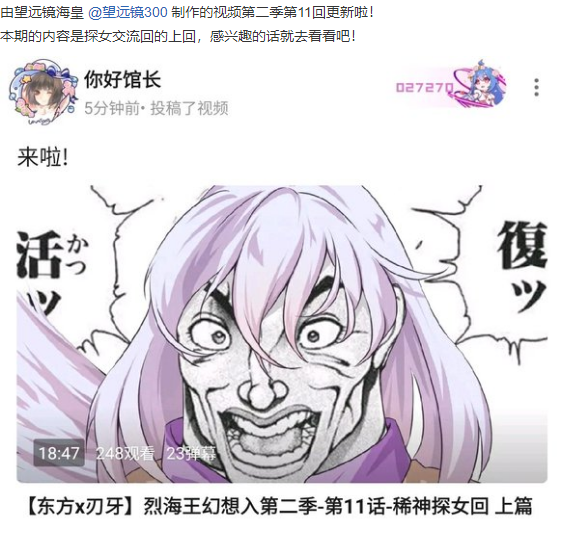 由望远镜海皇 @望远镜300 制作的视频第二季第11回更新啦！
本期的内容是探女交流回的上回，感兴趣的话就去看看吧！
你好馆长
027270
5分钟前· 投稿了视频
来啦!
復ッ
活ッ
かつ
18:47 248观看 23弹幕
【东方x刃牙】烈海王幻想入第二季-第11话-稀神探女回 上篇